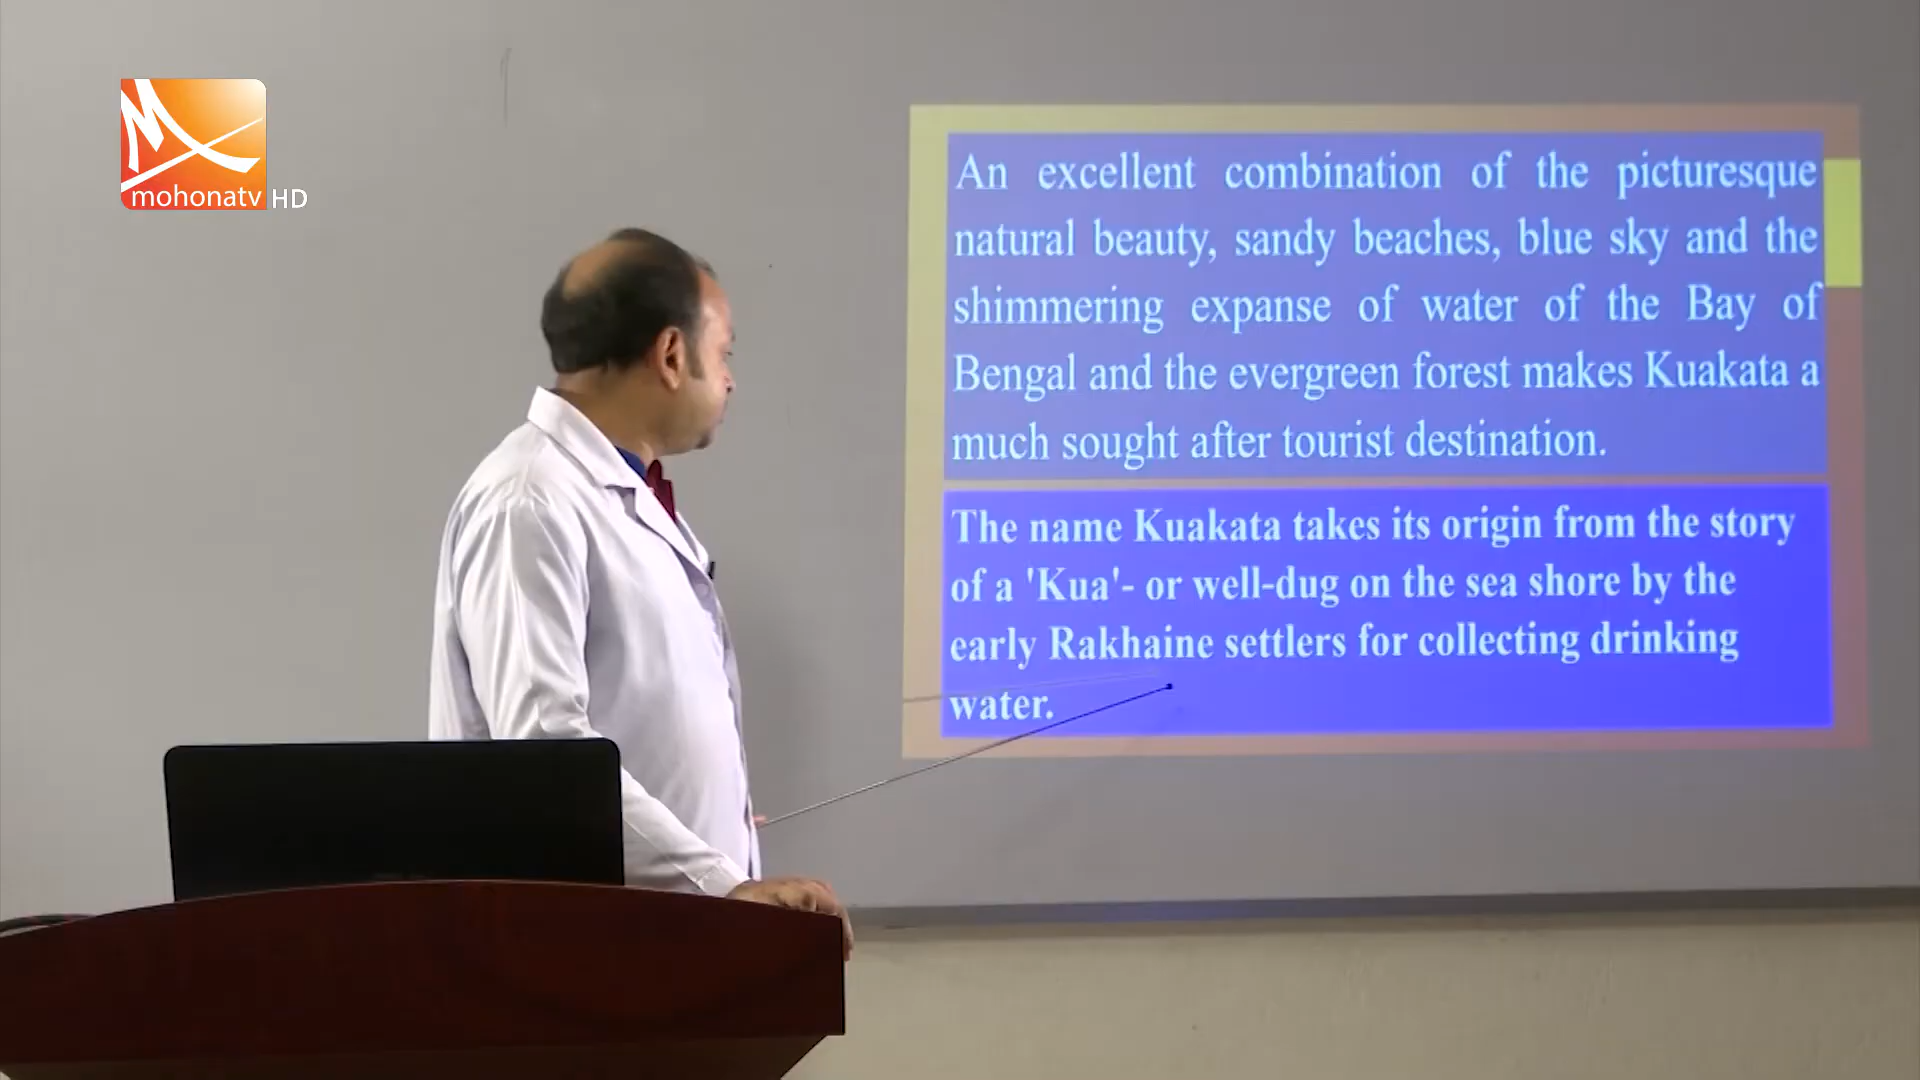 mohonatv HD
An excellent combination of the picturesque
natural beauty, sandy beaches, blue sky and the
shimmering expanse of water of the Bay of
Bengal and the evergreen forest makes Kuakata a
much sought after tourist destination.
The name Kuakata takes its origin from the story
of a 'Kua'- or well-dug on the sea shore by the
early Rakhaine settlers for collecting drinking
water.